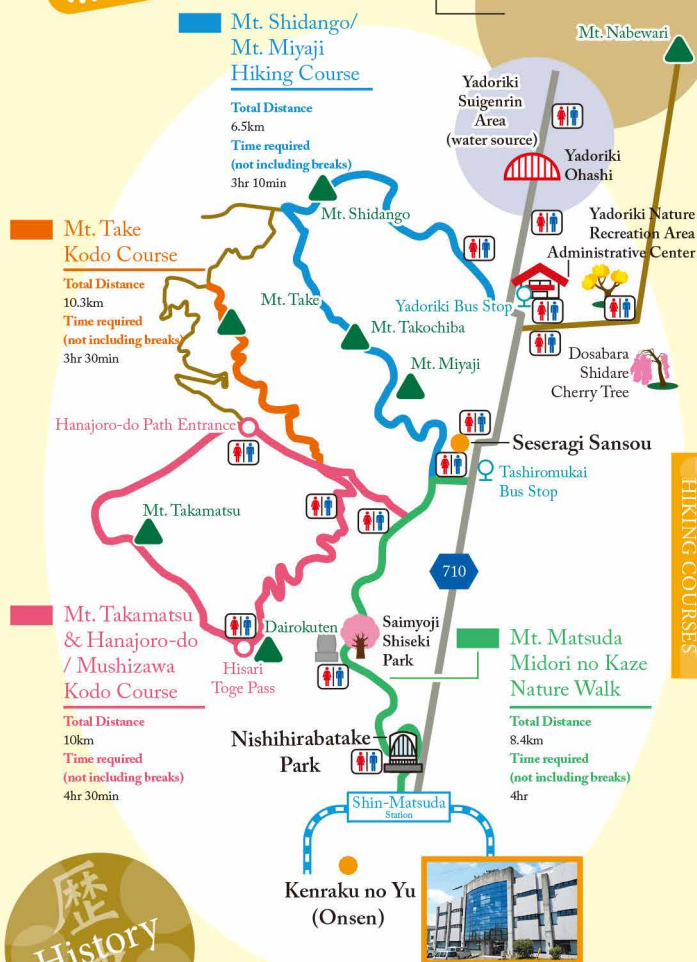 Mt. Shidango/
Mt. Miyaji
Hiking Course
Total Distance
6.5km
Time required
(not including breaks)
3hr 10min
Mt. Nabewari
Yadoriki
Suigenrin
Area
(water source)
Yadoriki
Ohashi
Mt. Shidango
Yadoriki Nature
Recreation Area
Administrative Center
Mt. Take
Kodo Course
Total Distance
10.3km
Time required
(not including breaks
3hr 30min
Mt. Take
Yadoriki Bus Stop
Mt. Takochiba
Mt. Miyaji
Dosabara
Shidare
Cherry Tree
Hanajoro-do Path Entrance
Seseragi Sansou
Tashiromukai
Bus Stop
Mt. Takamatsu
HIKING COURSES
710
Mt. Takamatsu
& Hanajoro-do
/ Mushizawa
Kodo Course
Total Distance
10km
Time required
(not including breaks)
4hr 30min
Dairokuten
Hisari
Toge Pass
Saimyoji
Shiseki
Park
Mt. Matsuda
Midori no Kaze
Nature Walk
Total Distance
8.4km
Time required
(not including breaks)
4hr
Nishihirabatake
Park
Shin-Matsuda
Station
Kenraku no Yu
(Onsen)
歴
History